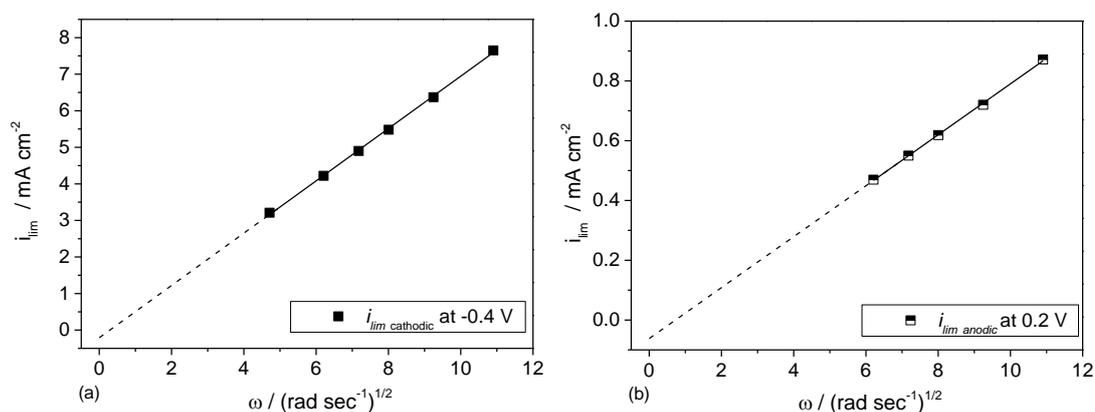 8
7
6
5
4
3
2
1
0
i_lim / mA cm^-2
0 2 4 6 8 10 12
ω / (rad sec^-1)^1/2
i_lim cathodic at -0.4 V
(a)
1.0
0.8
0.6
0.4
0.2
0.0
i_lim / mA cm^-2
0 2 4 6 8 10 12
ω / (rad sec^-1)^1/2
i_lim anodic at 0.2 V
(b)